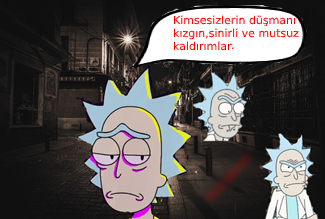 Kimsesizlerin düşmanı
kızgın,sinirli ve mutsuz
kaldırımlar.